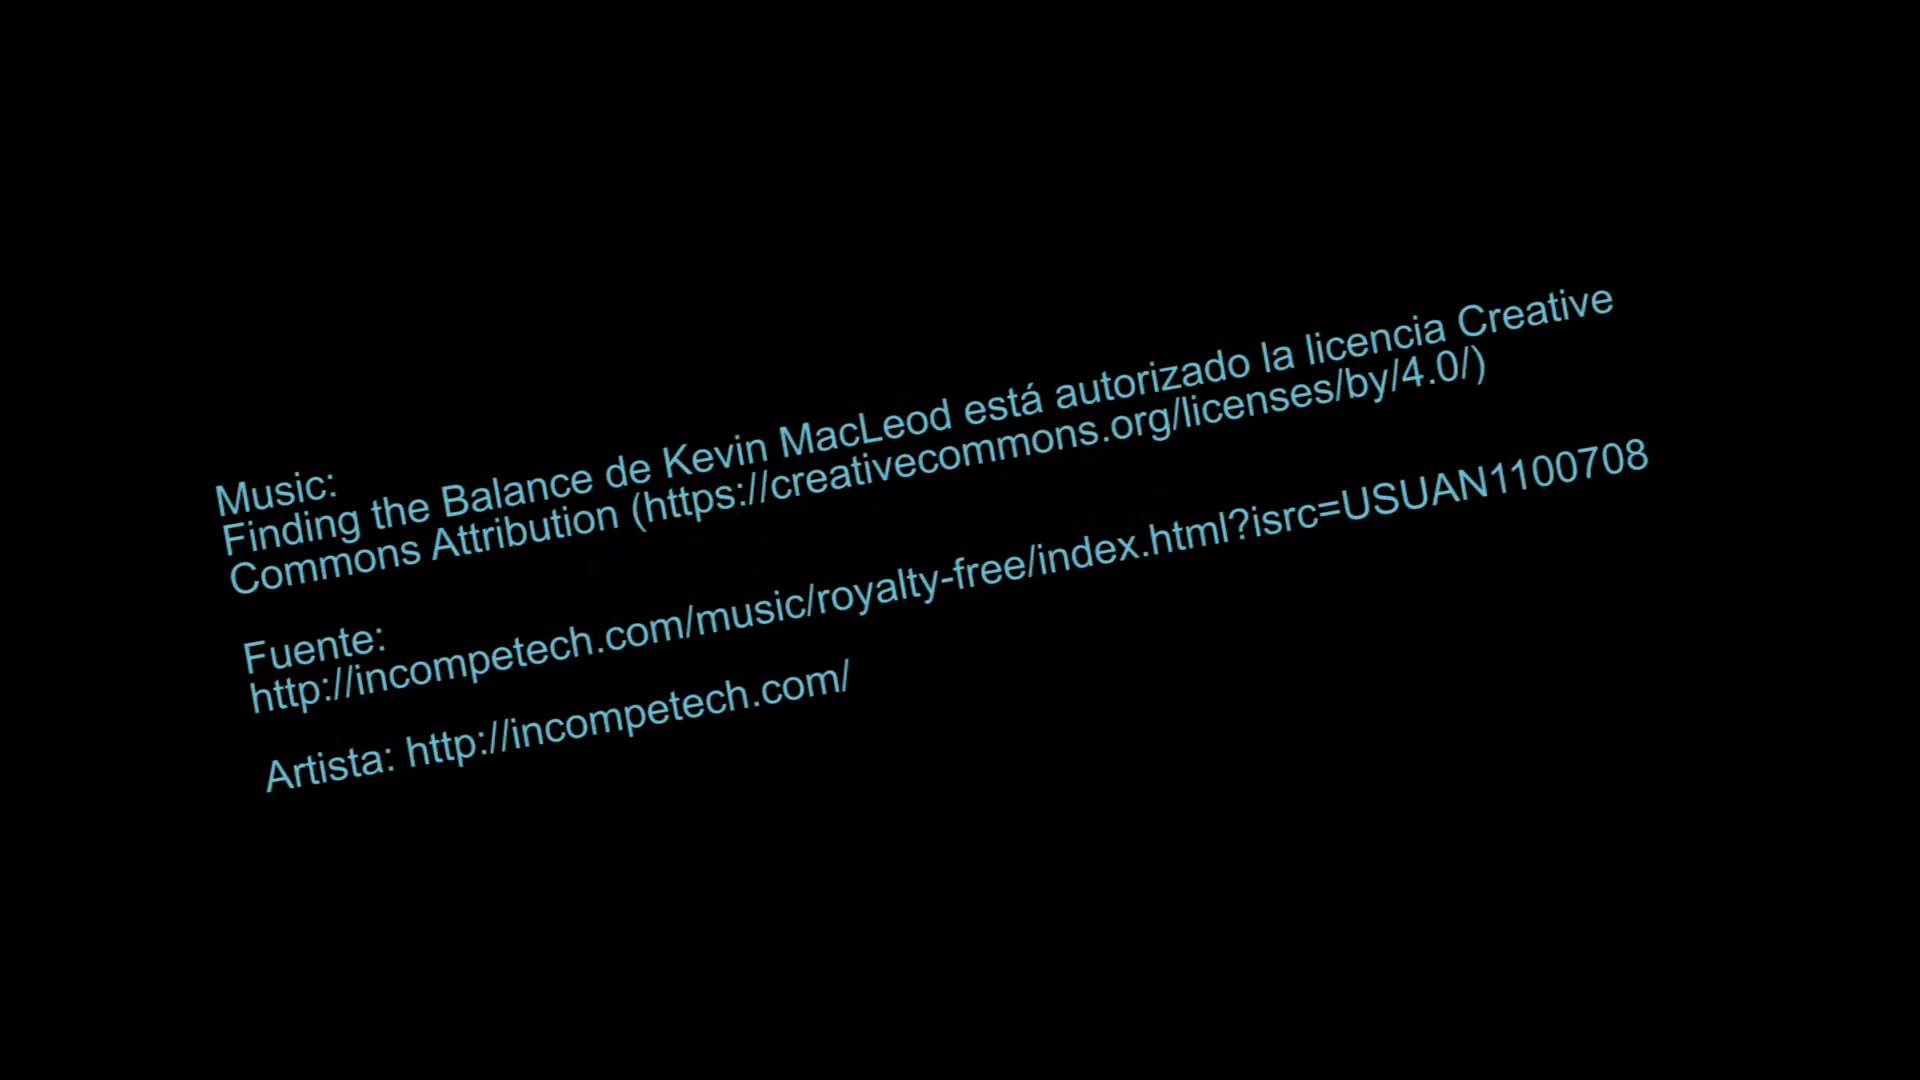 Music:
Finding the Balance de Kevin MacLeod está autorizado la licencia Creative
Commons Attribution (https://creativecommons.org/licenses/by/4.0/)
Fuente:
http://incompetech.com/music/royalty-free/index.html?isrc=USUAN1100708
Artista: http://incompetech.com/